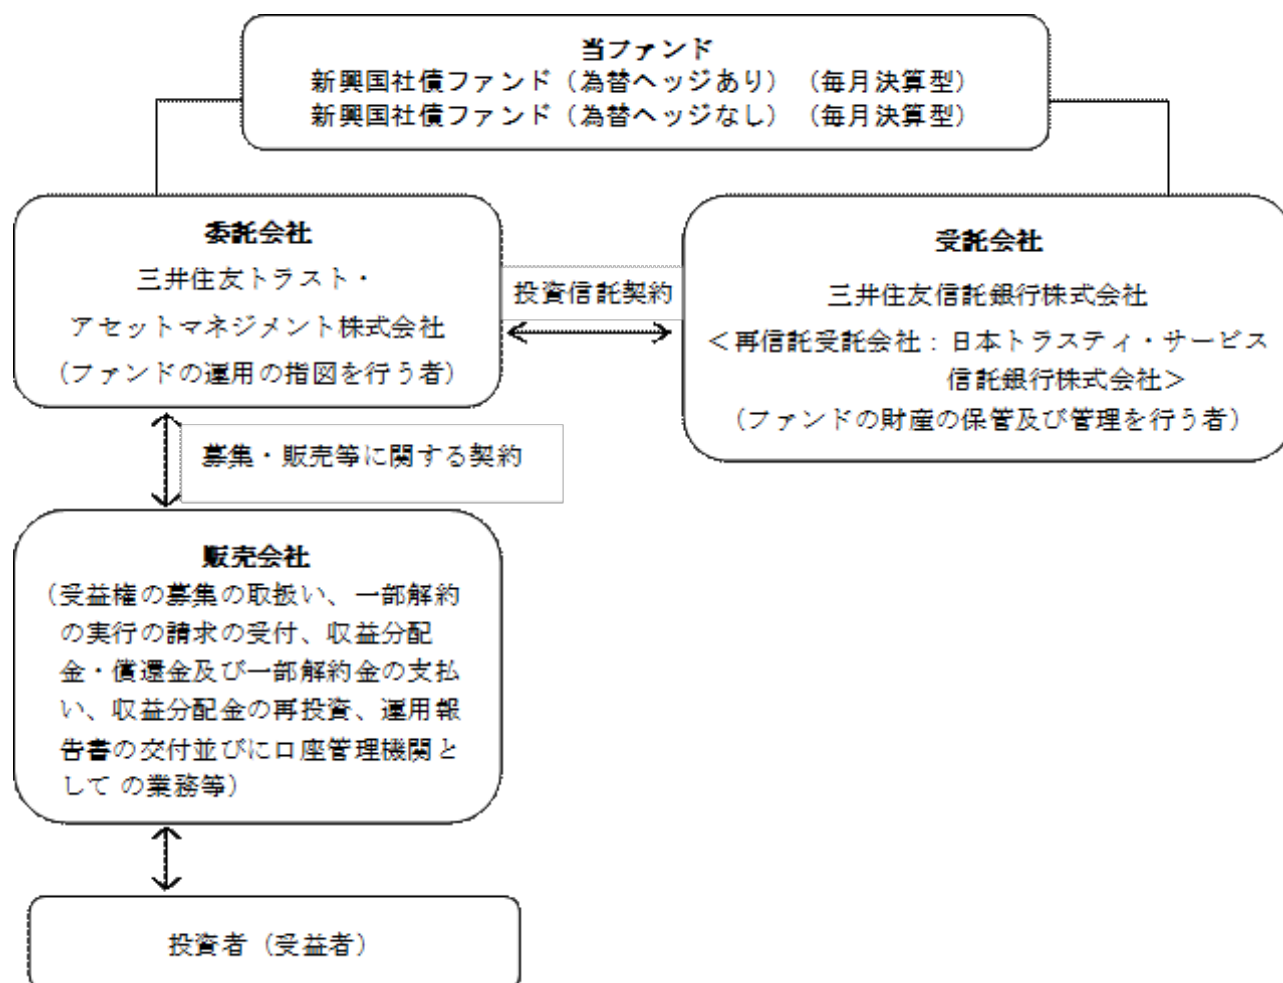 当ファンド
新興国社債ファンド（為替ヘッジあり）（毎月決算型）
新興国社債ファンド（為替ヘッジなし）（毎月決算型）
委託会社
三井住友トラスト・
アセットマネジメント株式会社
（ファンドの運用の指図を行う者）
投資信託契約
受託会社
三井住友信託銀行株式会社
＜再信託受託会社：日本トラスティ・サービス
信託銀行株式会社＞
（ファンドの財産の保管及び管理を行う者）
募集・販売等に関する契約
販売会社
（受益権の募集の取扱い、一部解約
の実行の請求の受付、収益分配
金・償還金及び一部解約金の支払
い、収益分配金の再投資、運用報
告書の交付並びに口座管理機関と
して の業務等）
投資者（受益者）